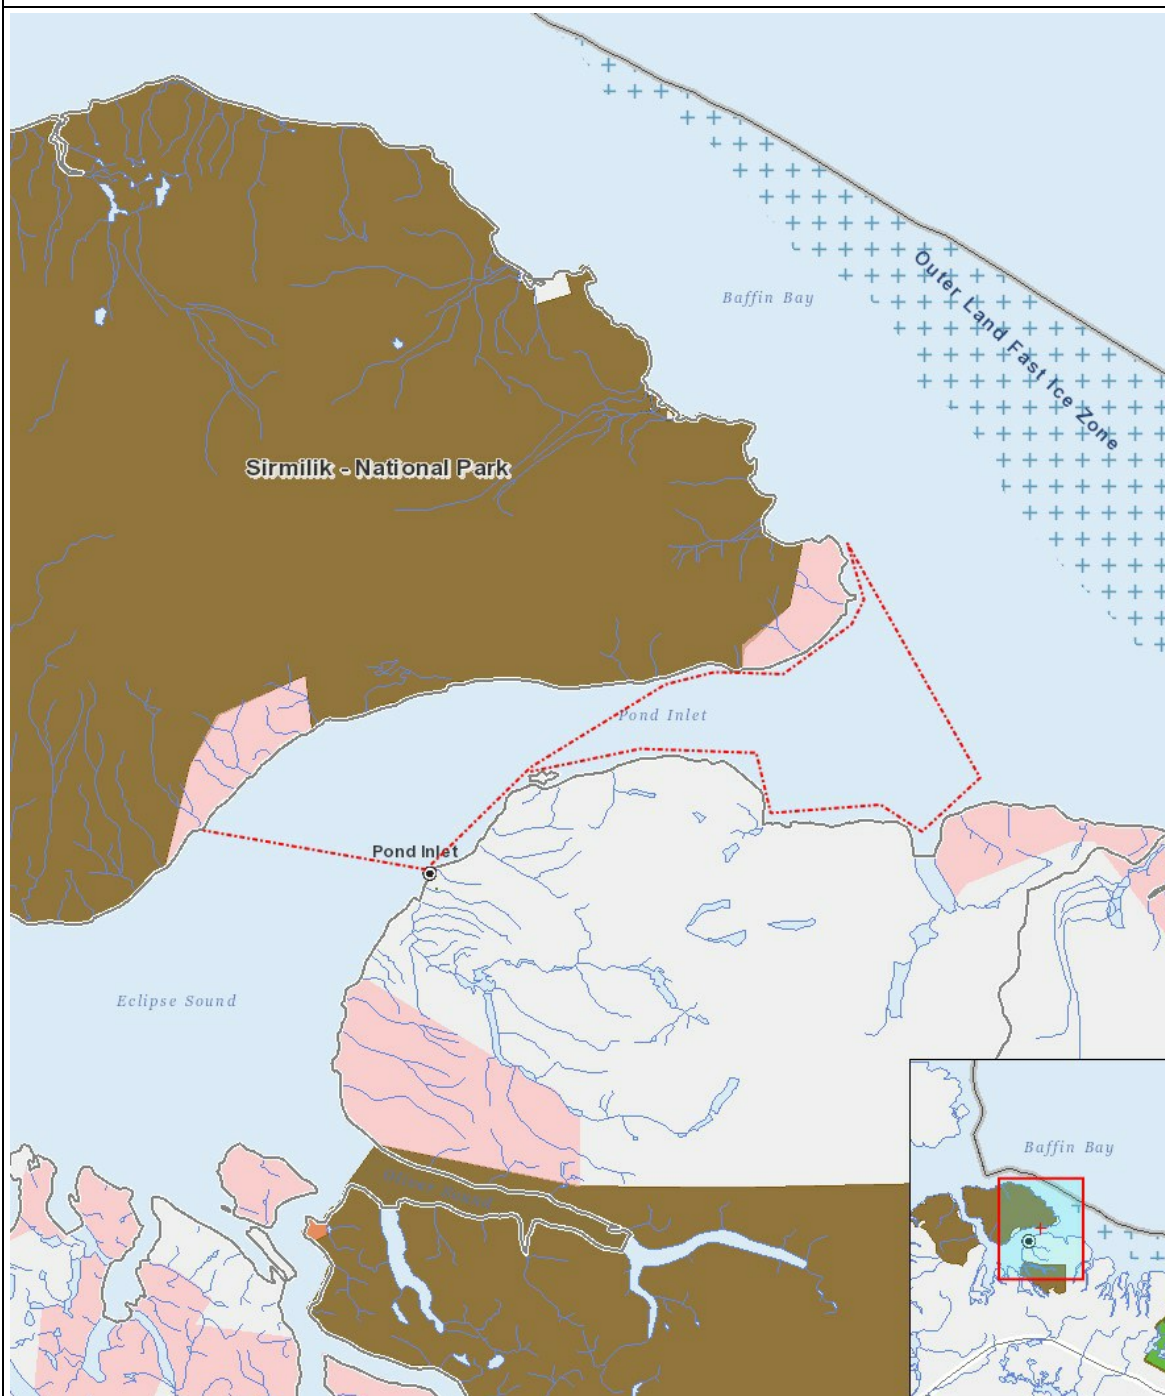 Baffin Bay
Outer Land Fast Ice Zone
Sirmilik - National Park
Pond Inlet
Pond Inlet
Eclipse Sound
Baffin Bay